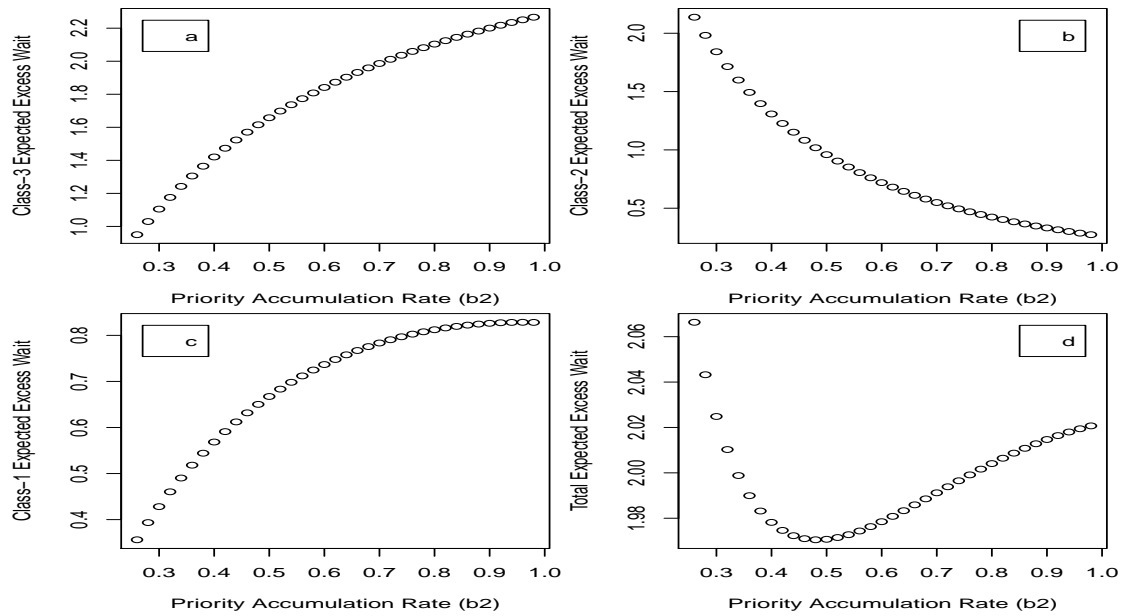 Class−3 Expected Excess Wait
1.0 1.2 1.4 1.6 1.8 2.0 2.2
a
0.3 0.4 0.5 0.6 0.7 0.8 0.9 1.0
Priority Accumulation Rate (b2)
Class−2 Expected Excess Wait
0.5 1.0 1.5 2.0
b
0.3 0.4 0.5 0.6 0.7 0.8 0.9 1.0
Priority Accumulation Rate (b2)
Class−1 Expected Excess Wait
0.4 0.5 0.6 0.7 0.8
c
0.3 0.4 0.5 0.6 0.7 0.8 0.9 1.0
Priority Accumulation Rate (b2)
Total Expected Excess Wait
1.98 2.00 2.02 2.04 2.06
d
0.3 0.4 0.5 0.6 0.7 0.8 0.9 1.0
Priority Accumulation Rate (b2)